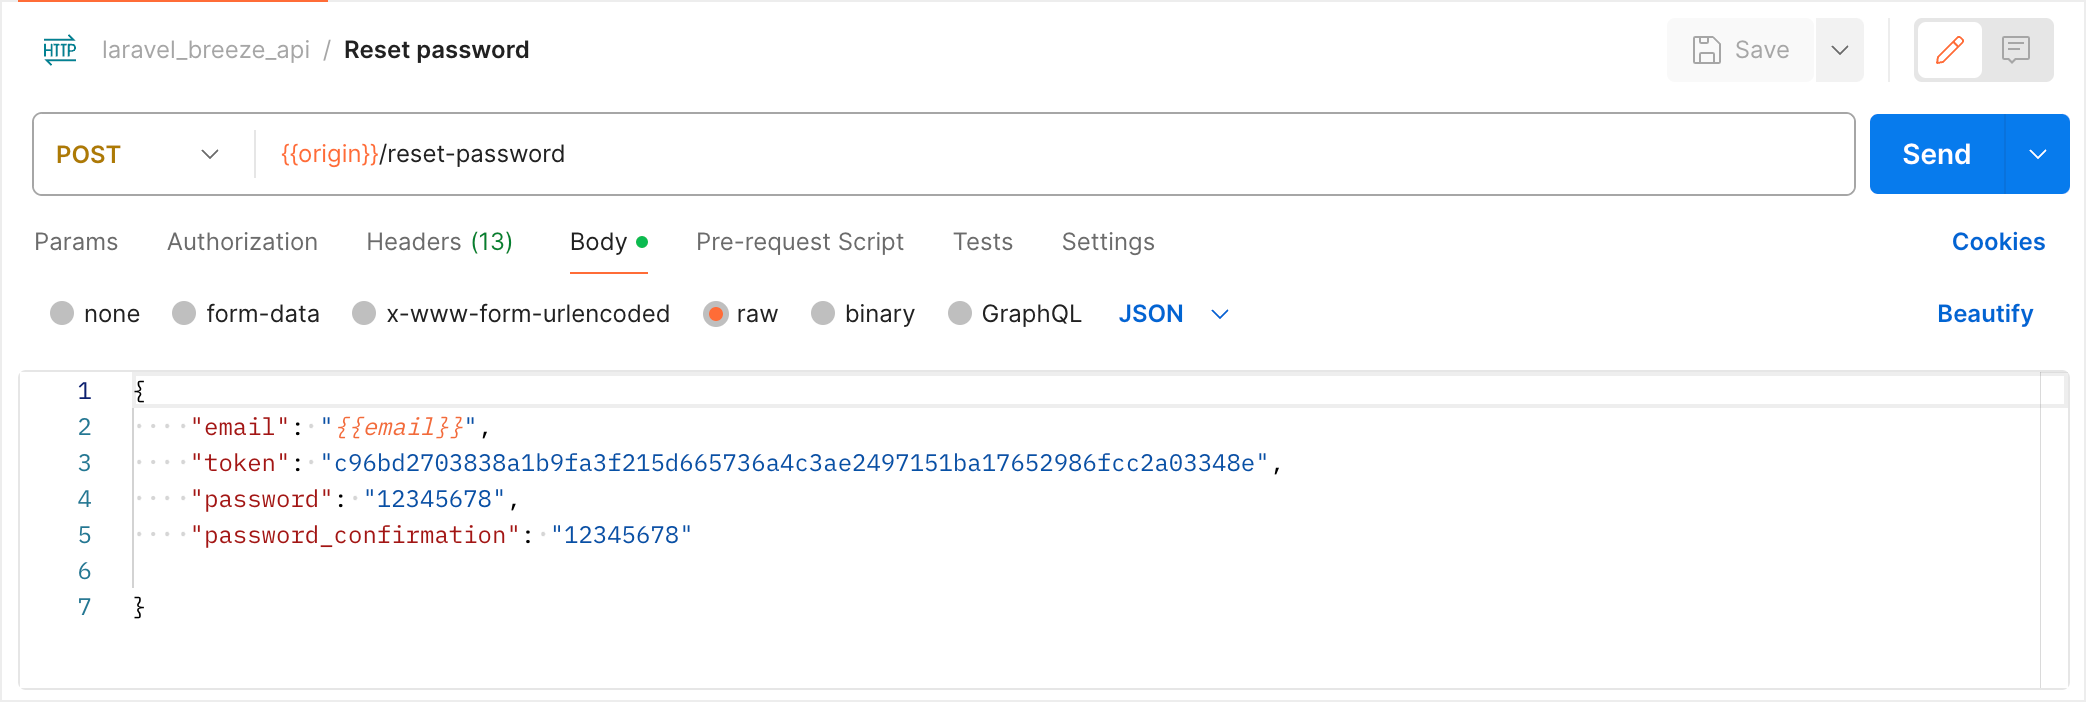 HTTP laravel_breeze_api / Reset password Save
POST {{origin}}/reset-password Send
Params Authorization Headers (13) Body Pre-request Script Tests Settings Cookies
none form-data x-www-form-urlencoded raw binary GraphQL JSON Beautify
1 {
2 "email": "{{email}}",
3 "token": "c96bd2703838a1b9fa3f215d665736a4c3ae2497151ba17652986fcc2a03348e",
4 "password": "12345678",
5 "password_confirmation": "12345678"
6
7 }